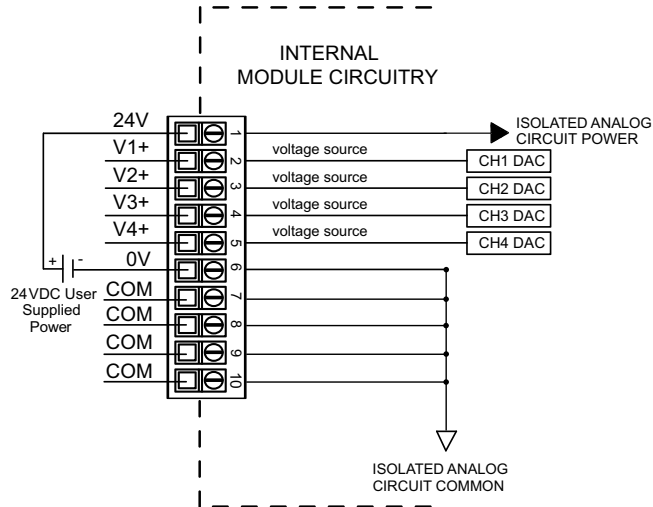 INTERNAL
MODULE CIRCUITRY
24V
1
ISOLATED ANALOG
CIRCUIT POWER
V1+
2
voltage source
CH1 DAC
V2+
3
voltage source
CH2 DAC
V3+
4
voltage source
CH3 DAC
V4+
5
voltage source
CH4 DAC
+ -
0V
6
24VDC User
Supplied
Power
COM
7
COM
8
COM
9
COM
10
ISOLATED ANALOG
CIRCUIT COMMON